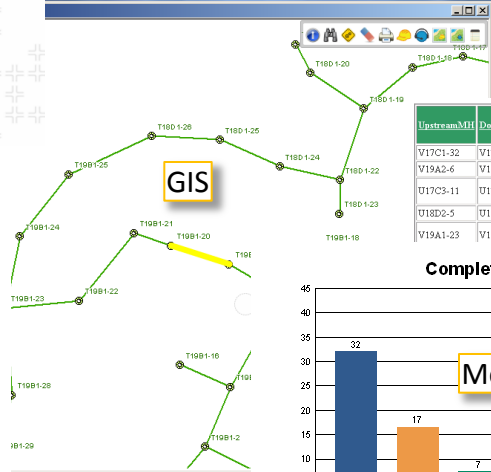 T18D1-17
T18D1-18
T18D1-20
T18D1-19
UpstreamMH
T18D1-26
T18D1-25
T18D1-24
V17C1-32
T19B1-25
GIS
T18D1-22
V19A2-6
U17C3-11
T18D1-23
U18D2-5
T19B1-24
T19B1-21
T19B1-20
T19B1-18
V19A1-23
T19B1-23
T19B1-22
45
40
35
32
30
T19B1-16
T19B1-28
25
20
17
15
T19B1-2
10
7